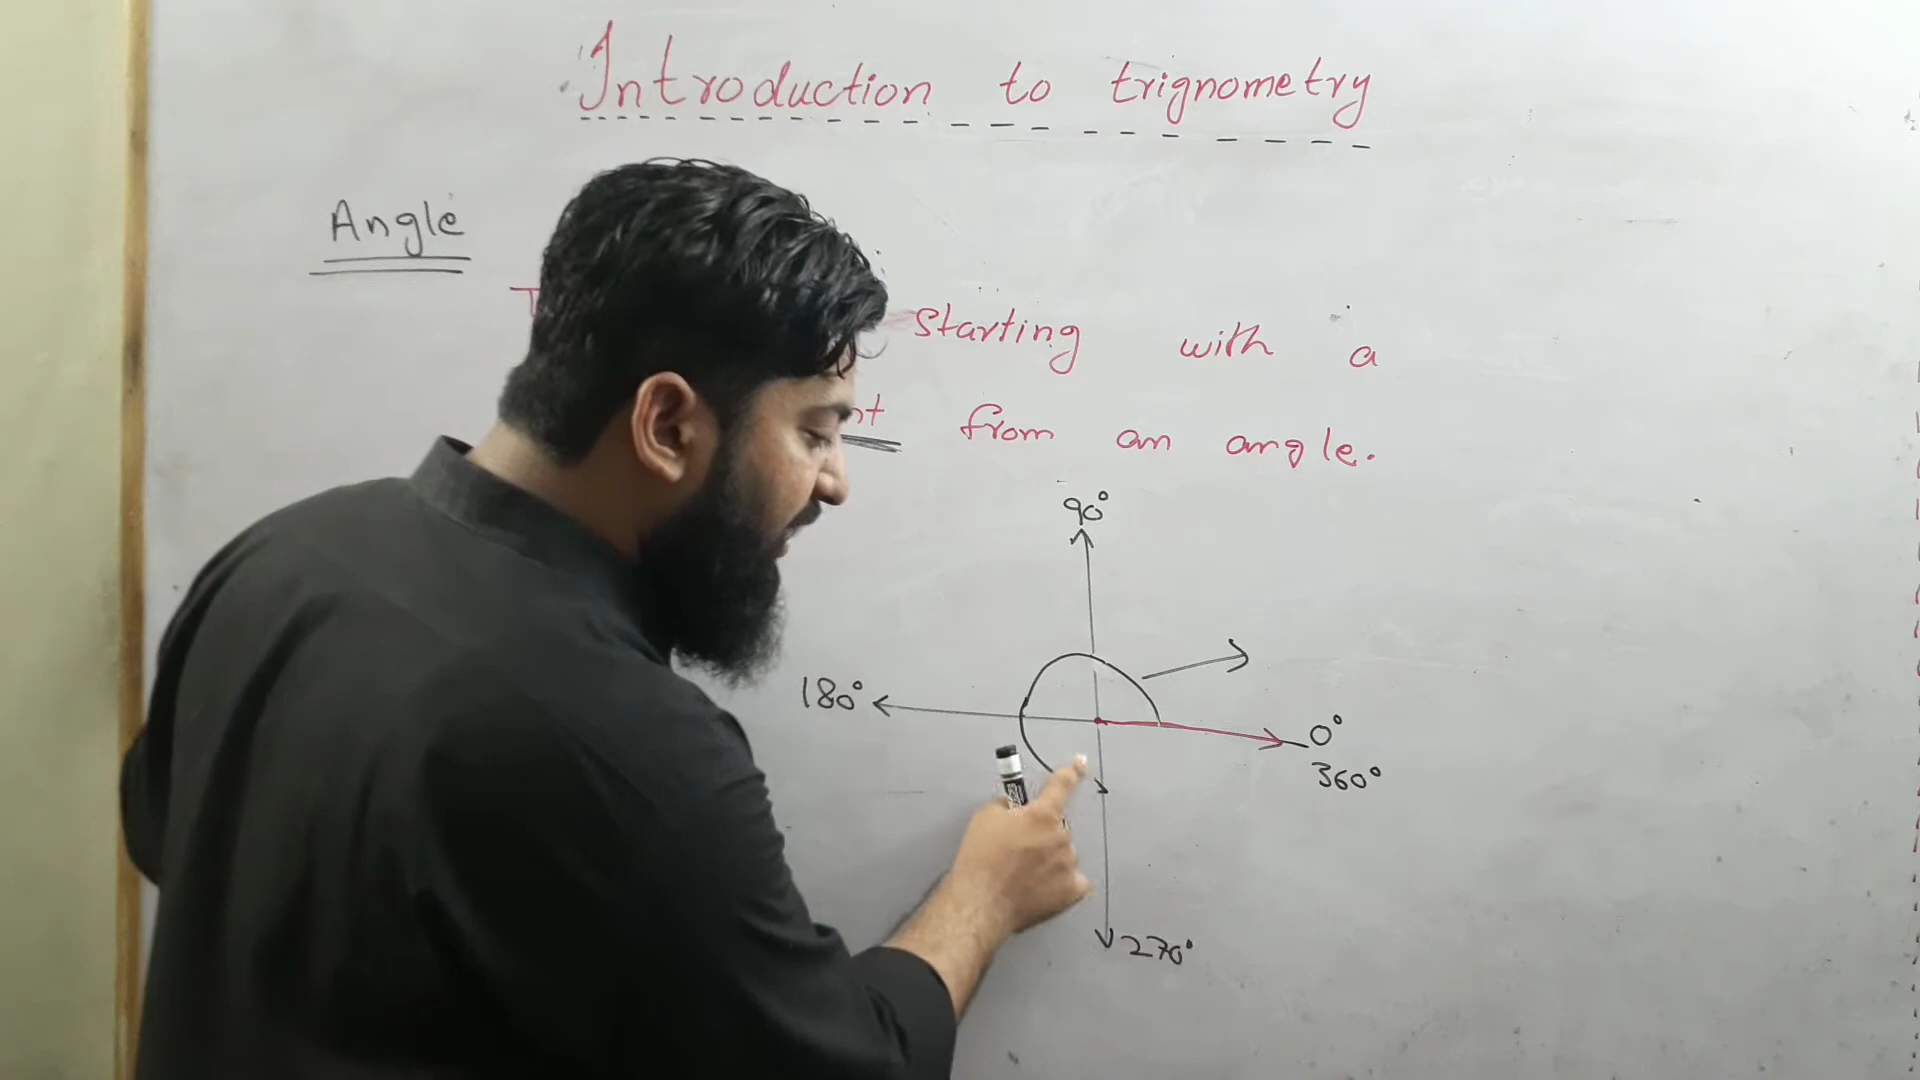 Introduction to trignometry
Angle
starting with a
from an angle.
90°
180°
0°
360°
270°